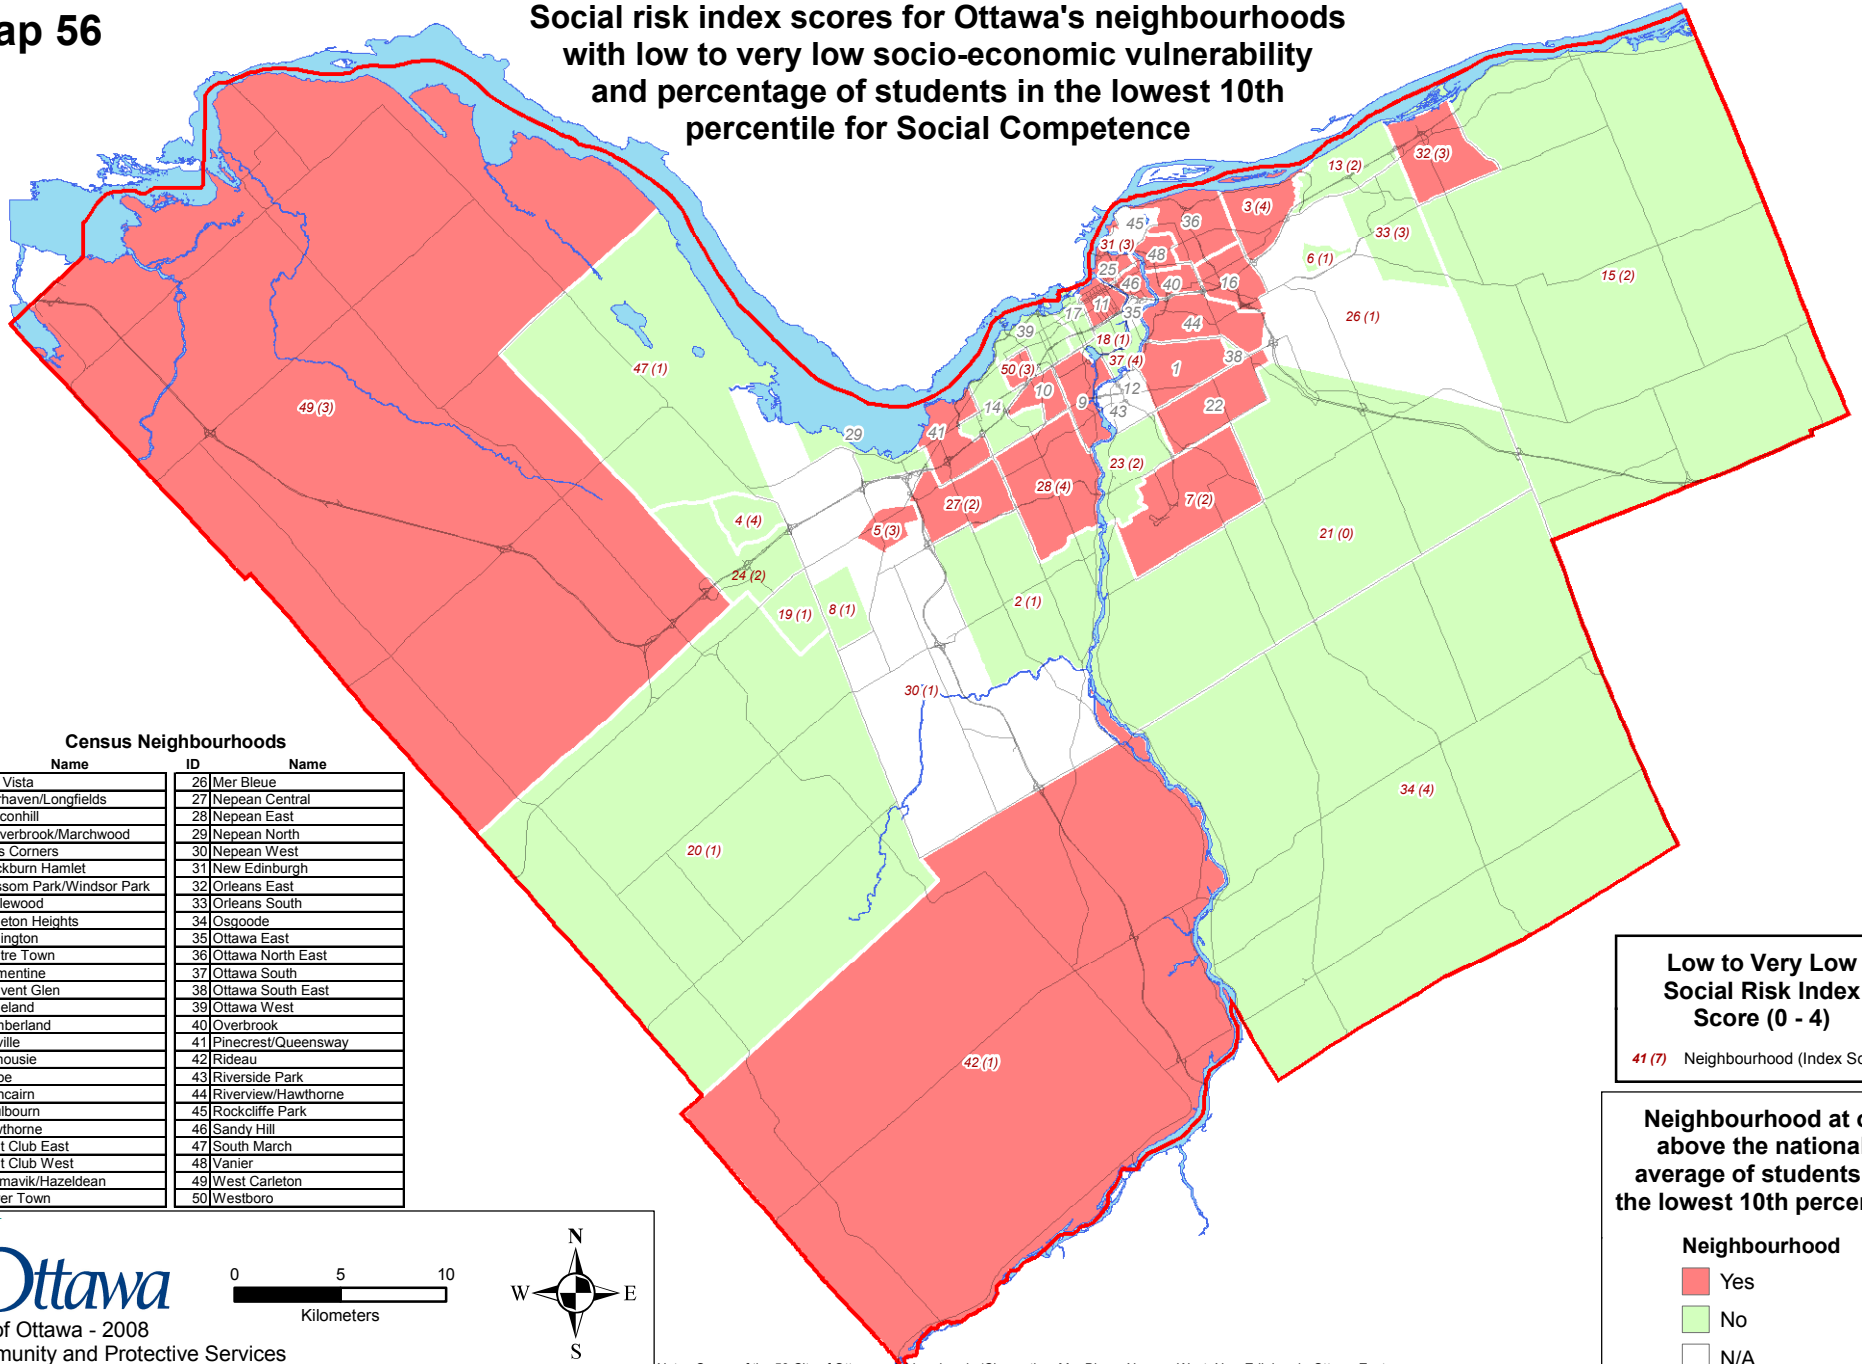 ap 56
Social risk index scores for Ottawa's neighbourhoods
with low to very low socio-economic vulnerability
and percentage of students in the lowest 10th
percentile for Social Competence
32 (3)
13 (2)
3 (4)
45
36
33 (3)
31 (3)
48
6 (1)
25
46
40
16
15 (2)
11
17
35
26 (1)
39
44
18 (1)
38
37 (4)
47 (1)
50 (3)
1
10
12
49 (3)
14
9
43
22
29
41
23 (2)
28 (4)
7 (2)
27 (2)
4 (4)
5 (3)
21 (0)
24 (2)
19 (1)
8 (1)
2 (1)
30 (1)
34 (4)
20 (1)
42 (1)
Census Neighbourhoods
Name ID Name
Vista 26 Mer Bleue
rhaven/Longfields 27 Nepean Central
conhill 28 Nepean East
verbrook/Marchwood 29 Nepean North
s Corners 30 Nepean West
ckburn Hamlet 31 New Edinburgh
ssom Park/Windsor Park 32 Orleans East
lewood 33 Orleans South
eton Heights 34 Osgoode
ington 35 Ottawa East
tre Town 36 Ottawa North East
mentine 37 Ottawa South
vent Glen 38 Ottawa South East
eland 39 Ottawa West
mberland 40 Overbrook
ville 41 Pinecrest/Queensway
housie 42 Rideau
be 43 Riverside Park
ncairn 44 Riverview/Hawthorne
ulbourn 45 Rockcliffe Park
wthorne 46 Sandy Hill
t Club East 47 South March
t Club West 48 Vanier
mavik/Hazeldean 49 West Carleton
er Town 50 Westboro
Ottawa
of Ottawa - 2008
munity and Protective Services
0 5 10
Kilometers
N
W E
S
Low to Very Low
Social Risk Index
Score (0 - 4)
41 (7) Neighbourhood (Index Sc
Neighbourhood at o
above the national
average of students
the lowest 10th percen
Neighbourhood
Yes
No
N/A